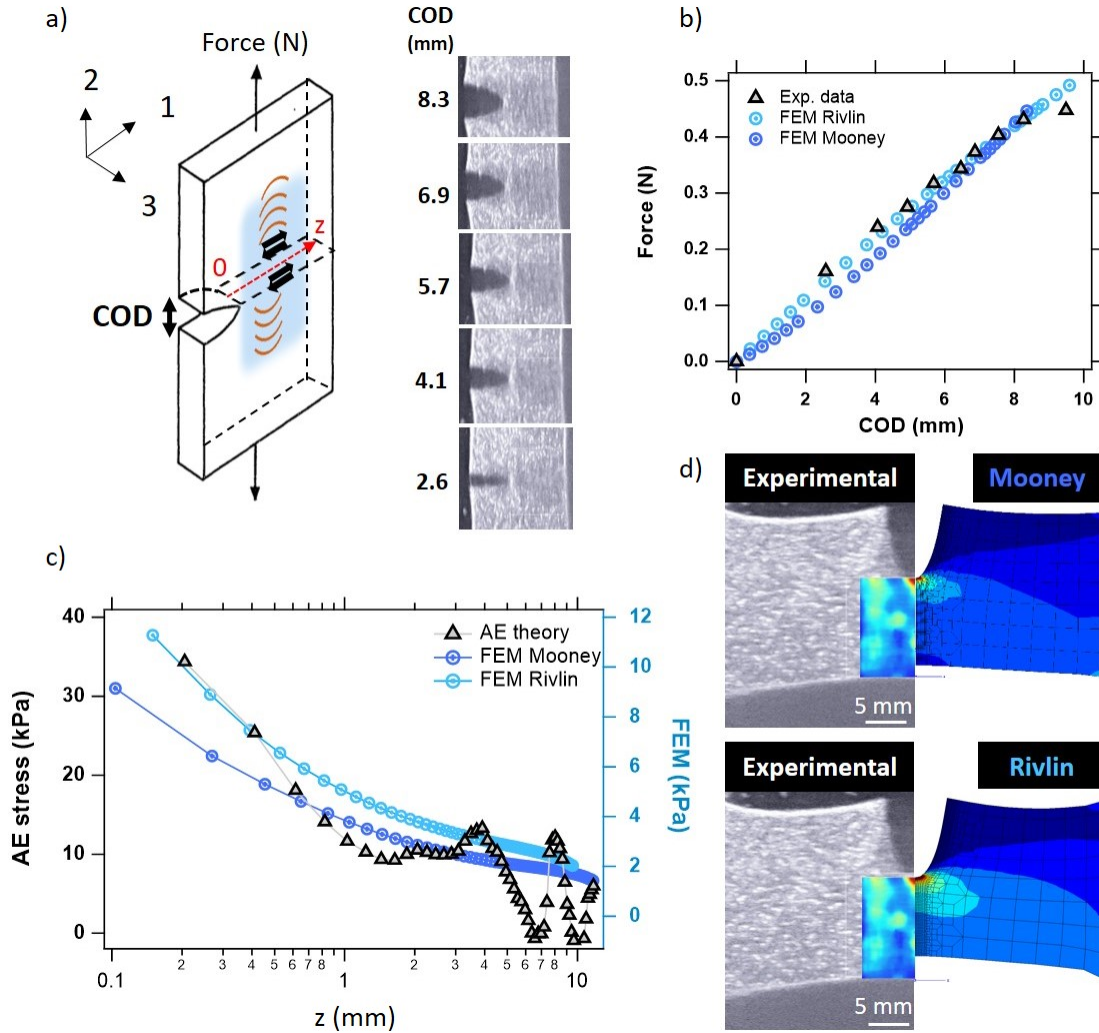 a)
COD
(mm)
Force (N)
2
1
3
z
0
COD
8.3
6.9
5.7
4.1
2.6
b)
0.5
0.4
0.3
0.2
0.1
0.0
Force (N)
Exp. data
FEM Rivlin
FEM Mooney
0 2 4 6 8 10
COD (mm)
c)
40
30
20
10
0
AE stress (kPa)
AE theory
FEM Mooney
FEM Rivlin
12
10
8
6
4
2
0
FEM (kPa)
0.1 2 3 4 5 6 7 8 1 2 3 4 5 6 7 8 10
z (mm)
d)
Experimental Mooney
5 mm
Experimental Rivlin
5 mm